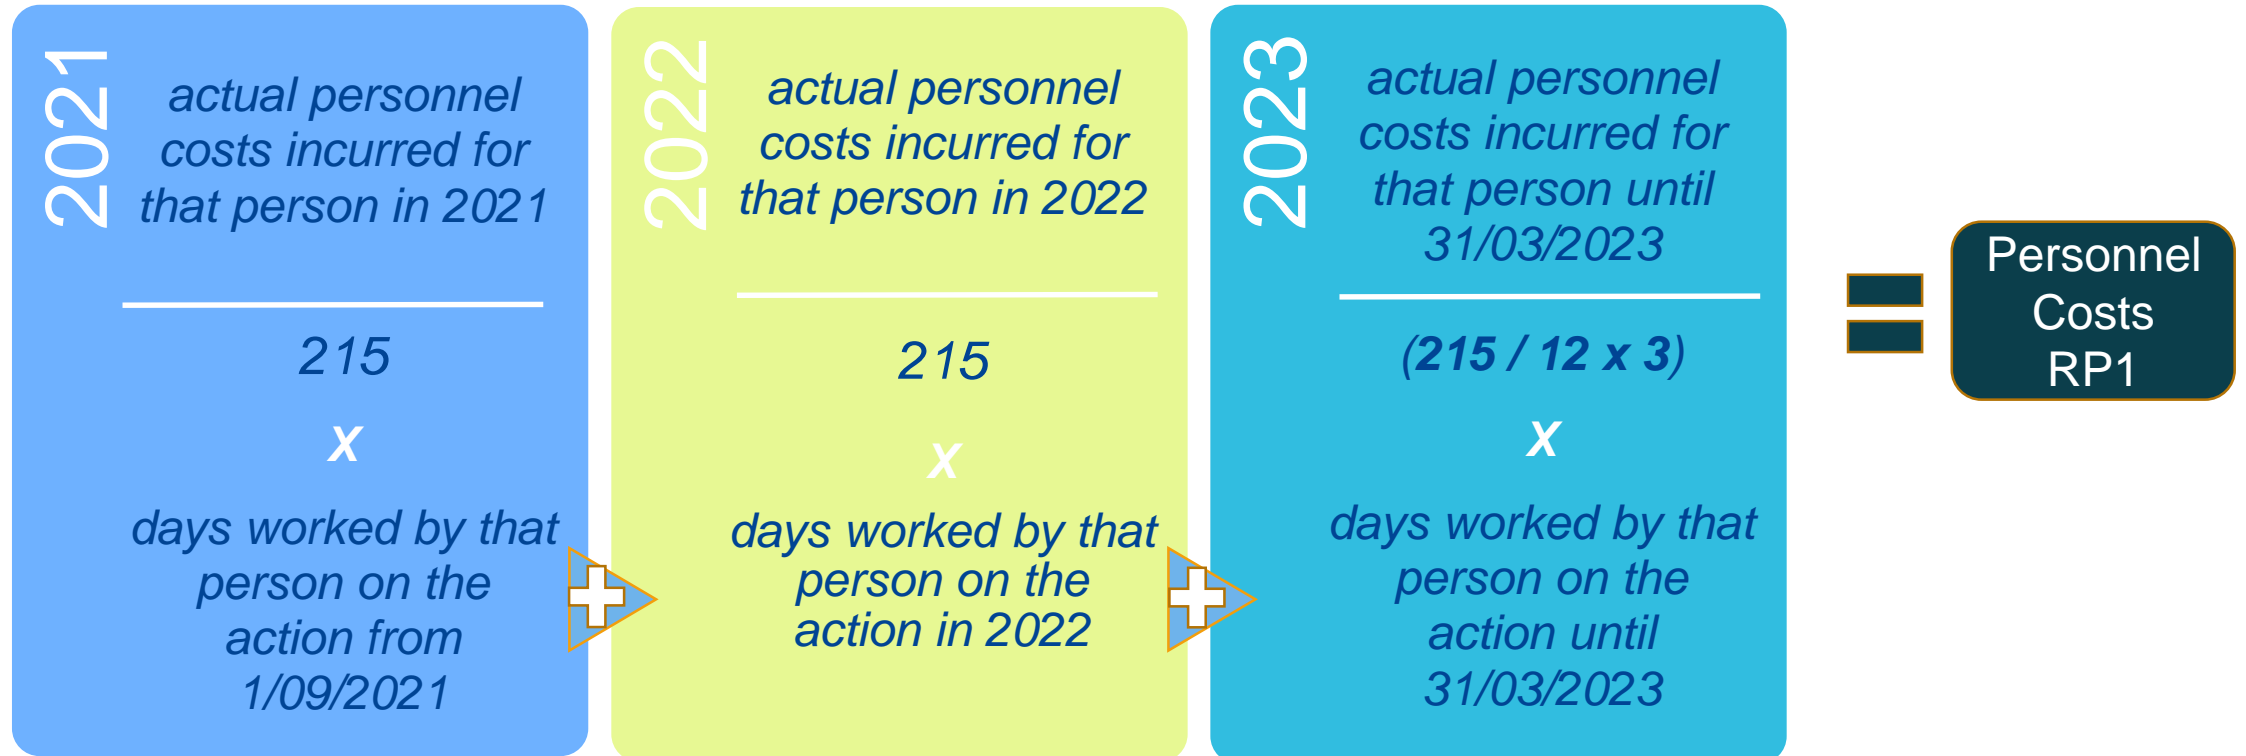 2021
actual personnel
costs incurred for
that person in 2021
215
x
days worked by that
person on the
action from
1/09/2021
2022
actual personnel
costs incurred for
that person in 2022
215
x
days worked by that
person on the
action in 2022
2023
actual personnel
costs incurred for
that person until
31/03/2023
(215 / 12 x 3)
x
days worked by that
person on the
action until
31/03/2023
Personnel
Costs
RP1